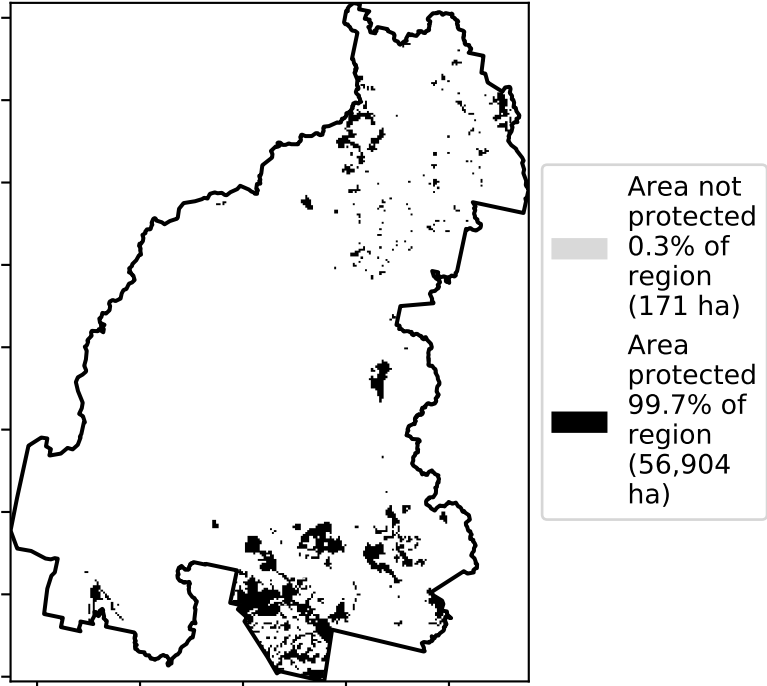 Area not
protected
0.3% of
region
(171 ha)
Area
protected
99.7% of
region
(56,904
ha)